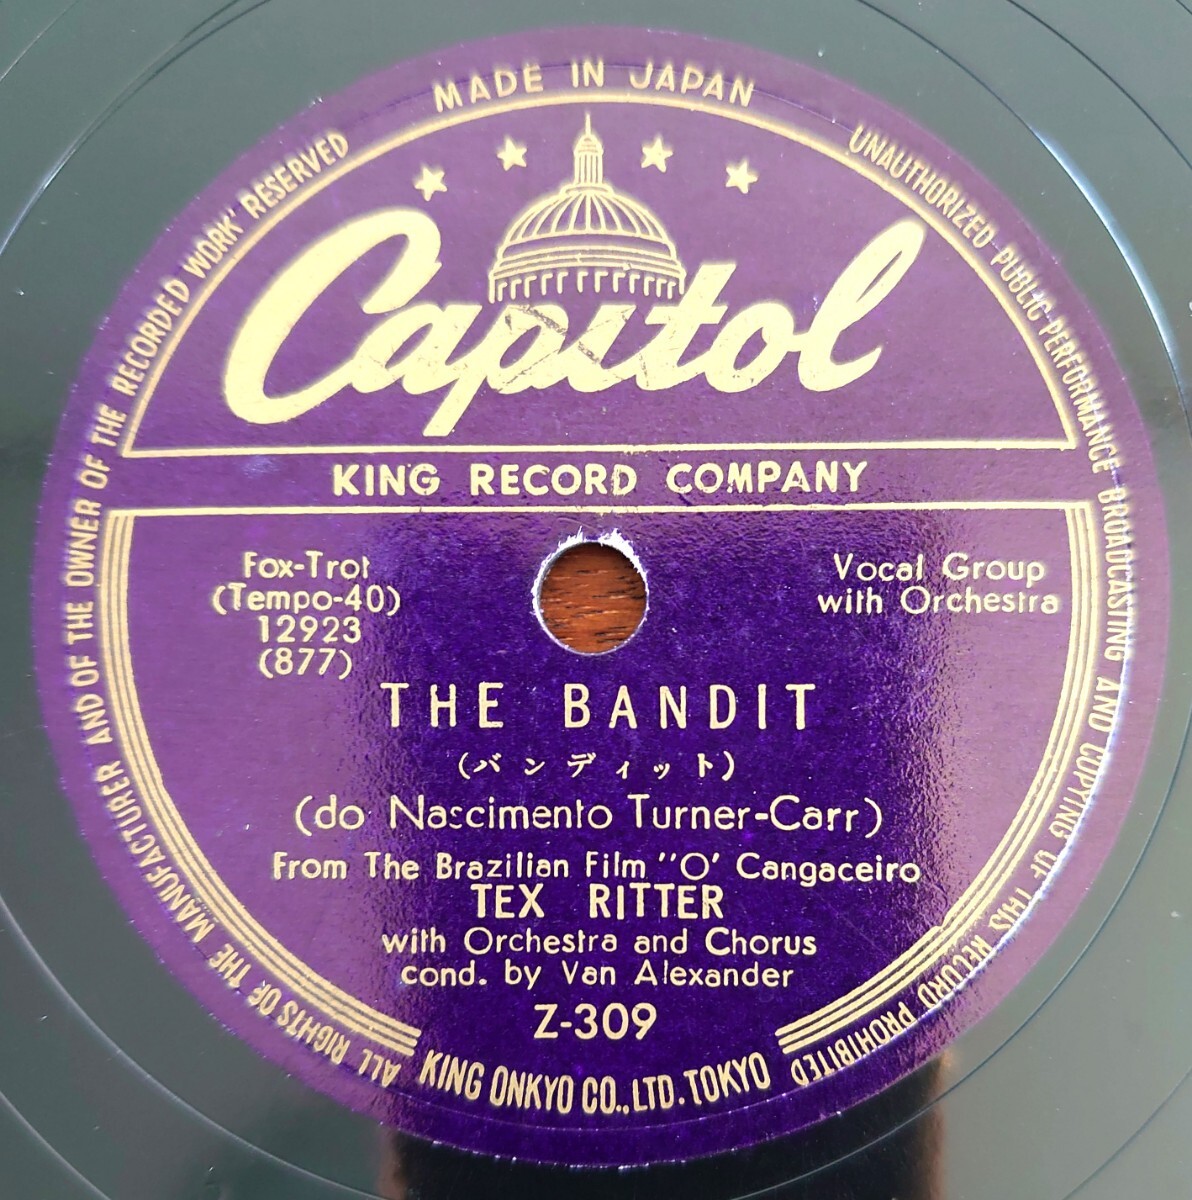 MADE IN JAPAN
ALL RIGHTS OF THE MANUFACTURER AND OF THE OWNER OF THE RECORDED WORK RESERVED
UNAUTHORIZED PUBLIC PERFORMANCE BROADCASTING AND COPYING OF THIS RECORD PROHIBITED
Capitol
KING RECORD COMPANY
Fox-Trot
(Tempo-40)
12923
(877)
Vocal Group
with Orchestra
THE BANDIT
(バンディット)
(do Nascimento Turner-Carr)
From The Brazilian Film "O' Cangaceiro
TEX RITTER
with Orchestra and Chorus
cond. by Van Alexander
Z-309
KING ONKYO CO., LTD. TOKYO